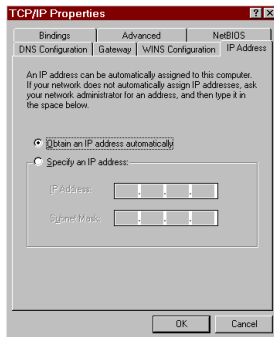 TCP/IP Properties
Bindings Advanced NetBIOS
DNS Configuration Gateway WINS Configuration IP Address
An IP address can be automatically assigned to this computer.
If your network does not automatically assign IP addresses, ask
your network administrator for an address, and then type it in
the space below.
Obtain an IP address automatically
Specify an IP address:
IP Address:
Subnet Mask:
OK Cancel